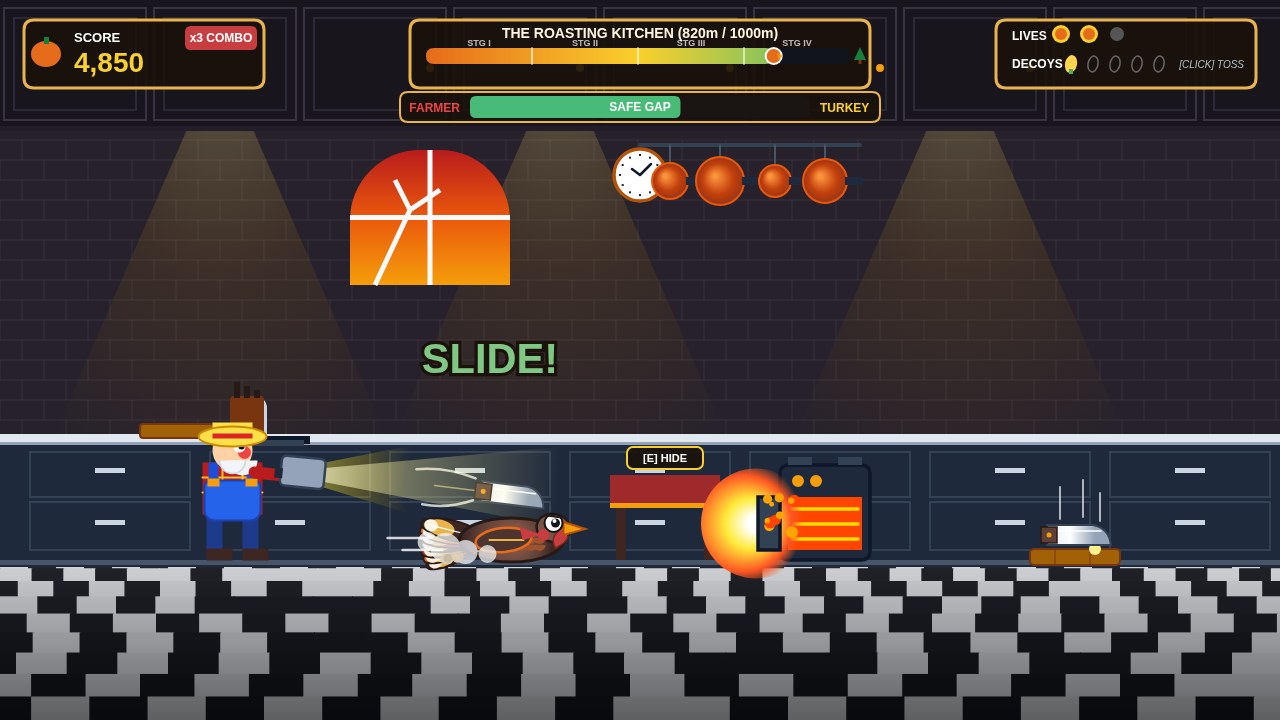 SCORE
x3 COMBO
4,850
THE ROASTING KITCHEN (820m / 1000m)
STG I
STG II
STG III
STG IV
FARMER
SAFE GAP
TURKEY
LIVES
DECOYS
[CLICK] TOSS
SLIDE!
[E] HIDE